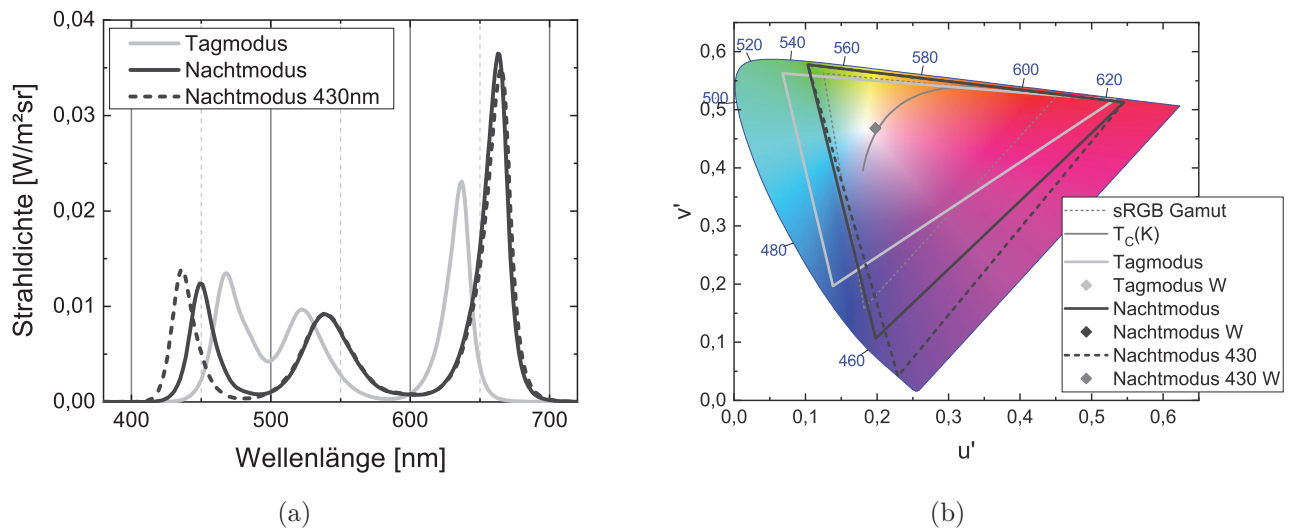 0,04
0,03
0,02
0,01
0,00
Strahldichte [W/m²sr]
Tagmodus
Nachtmodus
Nachtmodus 430nm
400 500 600 700
Wellenlänge [nm]
(a)
0,6
0,5
0,4
0,3
0,2
0,1
0,0
v'
520 540 560 580 600 620
500
480
460
sRGB Gamut
T_C(K)
Tagmodus
Tagmodus W
Nachtmodus
Nachtmodus W
Nachtmodus 430
Nachtmodus 430 W
0,0 0,1 0,2 0,3 0,4 0,5 0,6
u'
(b)